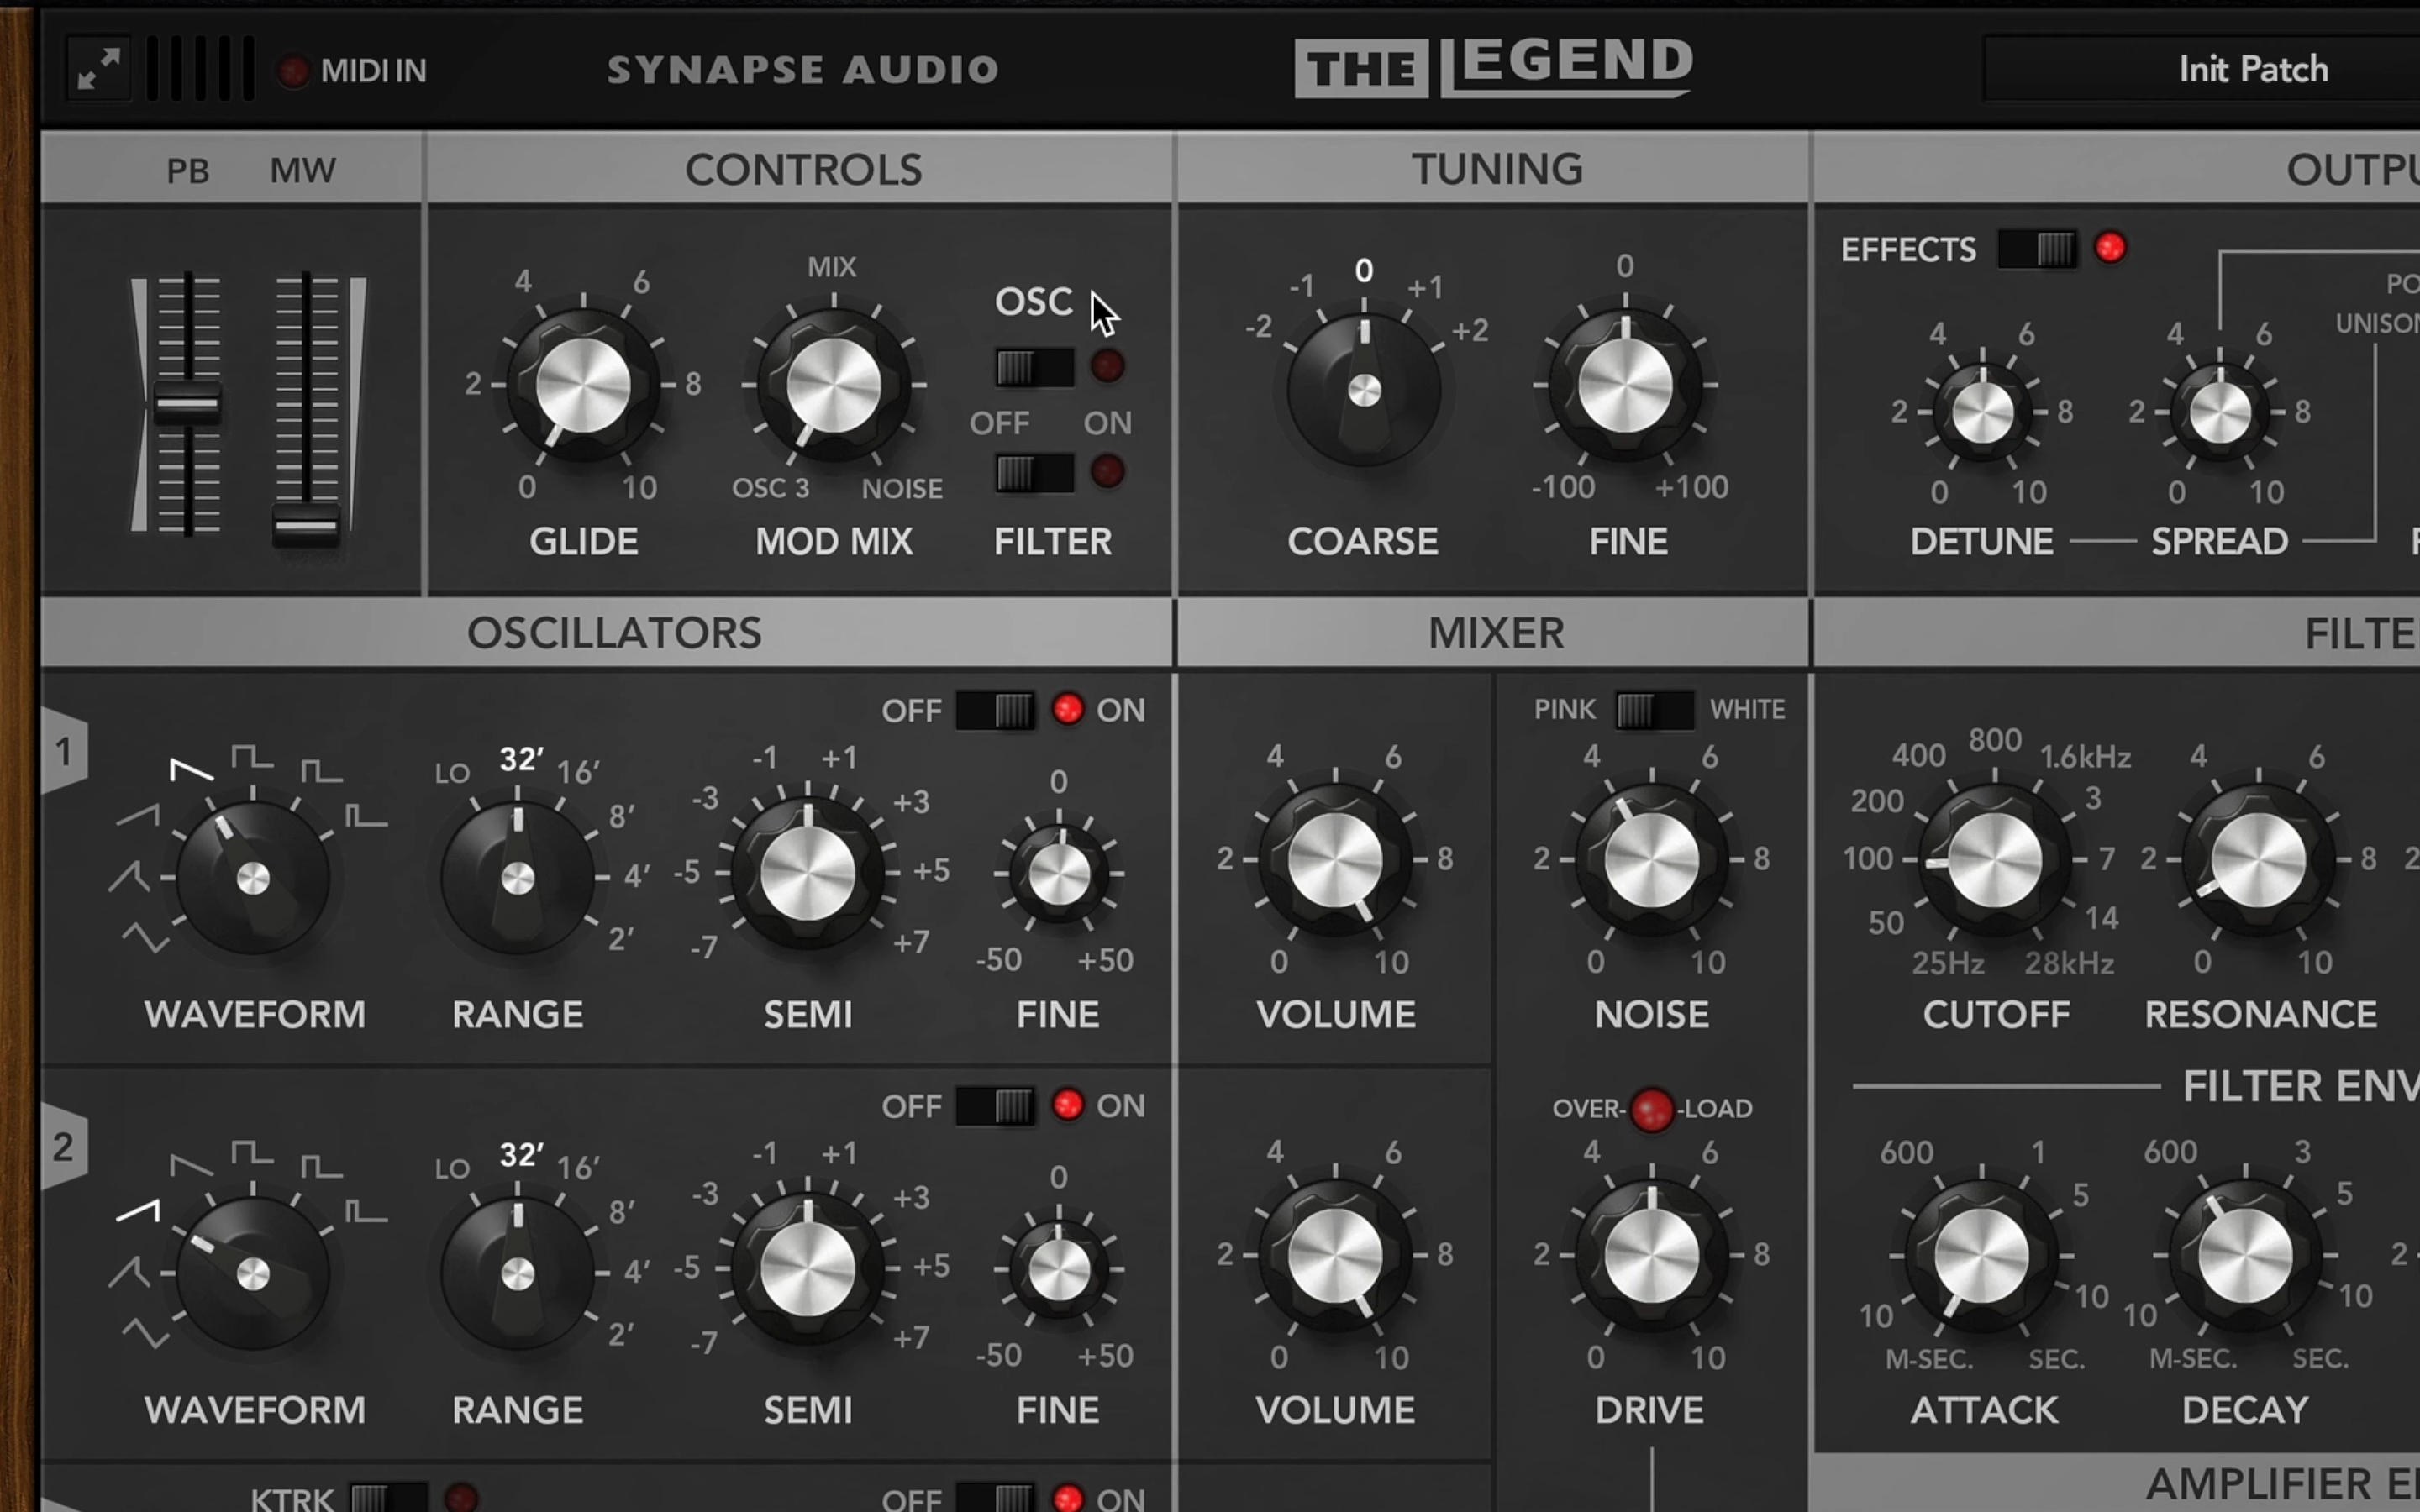 MIDI IN
SYNAPSE AUDIO
THE LEGEND
Init Patch
PB MW
CONTROLS
TUNING
4 6
2 8
0 10
GLIDE
MIX
OSC 3 NOISE
MOD MIX
OSC
OFF ON
FILTER
-1 0 +1
-2 +2
COARSE
0
-100 +100
FINE
EFFECTS
4 6
2 8
0 10
DETUNE
4 6
2 8
0 10
SPREAD
OSCILLATORS
MIXER
1
OFF ON
WAVEFORM
LO 32′ 16′
8′
4′
2′
RANGE
-1 +1
-3 +3
-5 +5
-7 +7
SEMI
0
-50 +50
FINE
4 6
2 8
0 10
VOLUME
PINK WHITE
4 6
2 8
0 10
NOISE
400 800 1.6kHz
200 3
100 7
50 14
25Hz 28kHz
CUTOFF
4 6
2 8
0 10
RESONANCE
2
OFF ON
WAVEFORM
LO 32′ 16′
8′
4′
2′
RANGE
-1 +1
-3 +3
-5 +5
-7 +7
SEMI
0
-50 +50
FINE
4 6
2 8
0 10
VOLUME
OVER- -LOAD
4 6
2 8
0 10
DRIVE
FILTER
600 1
5
10 10
M-SEC. SEC.
ATTACK
600 3
5
10 10
M-SEC. SEC.
DECAY
2
KTRK
OFF ON
AMPLIFIER